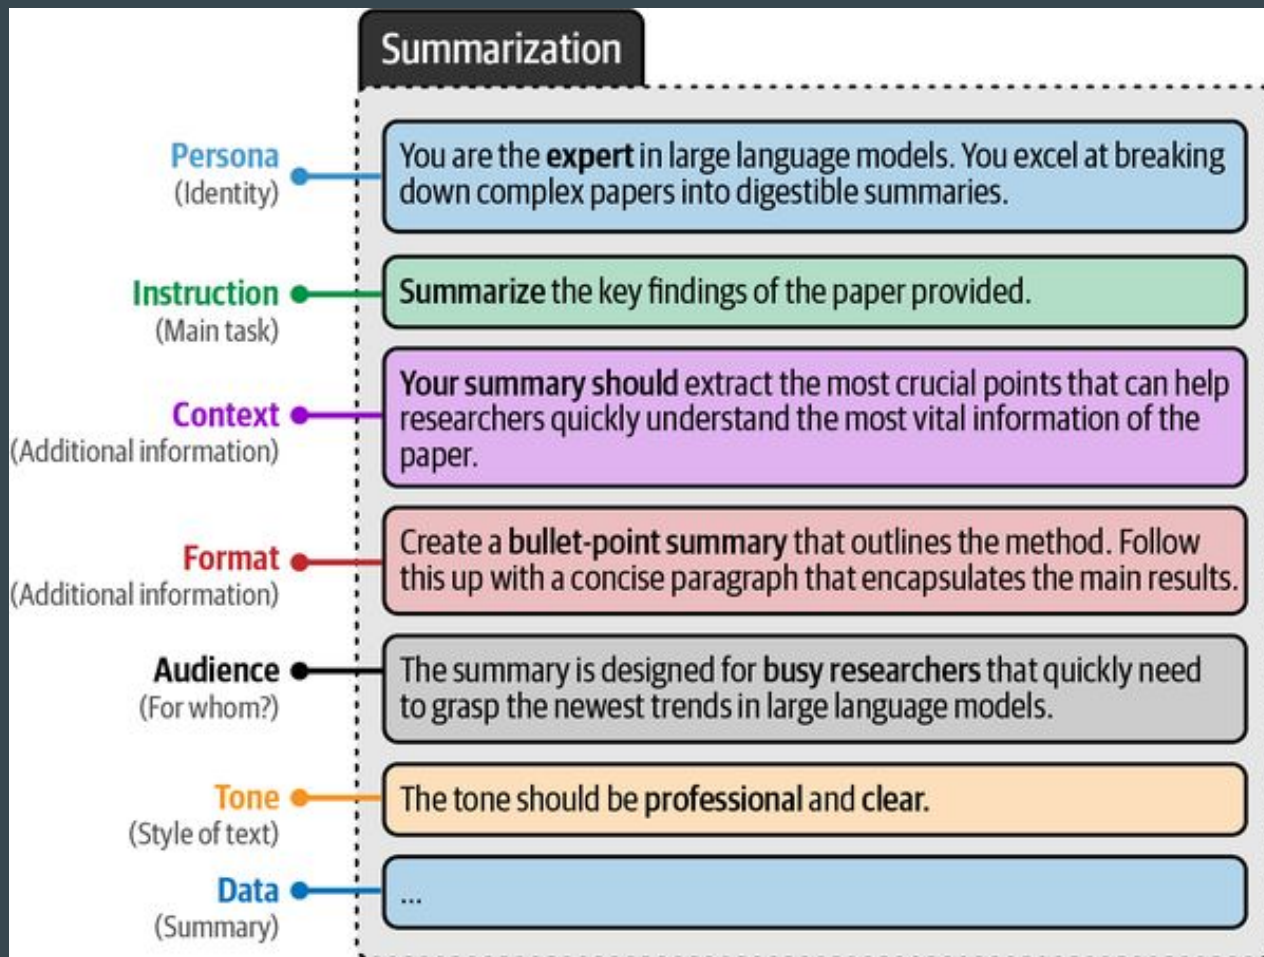 Summarization
Persona
(Identity)
You are the expert in large language models. You excel at breaking
down complex papers into digestible summaries.
Instruction
(Main task)
Summarize the key findings of the paper provided.
Context
(Additional information)
Your summary should extract the most crucial points that can help
researchers quickly understand the most vital information of the
paper.
Format
(Additional information)
Create a bullet-point summary that outlines the method. Follow
this up with a concise paragraph that encapsulates the main results.
Audience
(For whom?)
The summary is designed for busy researchers that quickly need
to grasp the newest trends in large language models.
Tone
(Style of text)
The tone should be professional and clear.
Data
(Summary)
...